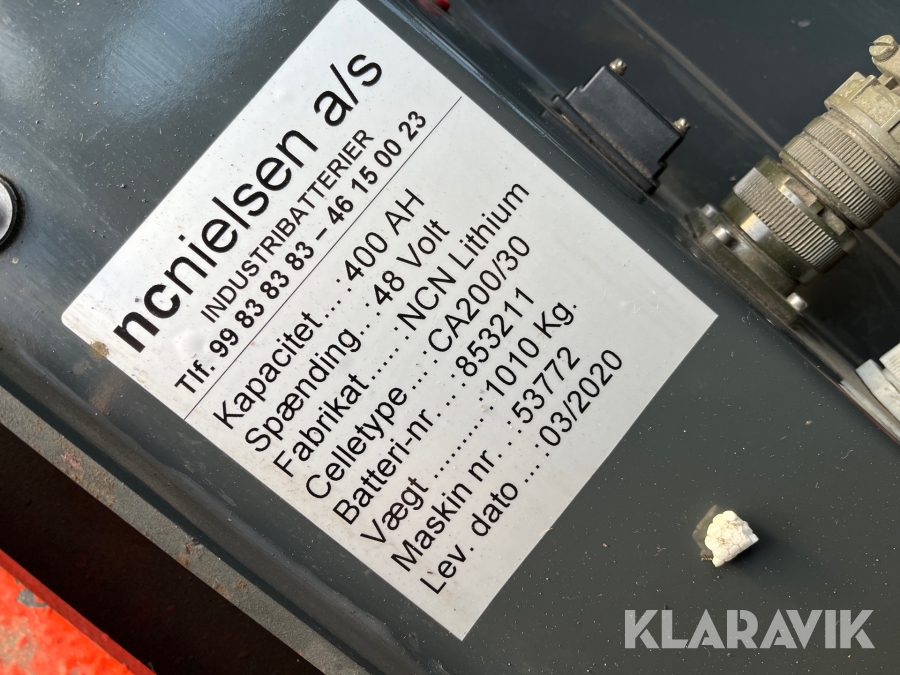 ncnielsen a/s
INDUSTRIBATTERIER
Tlf. 99 83 83 83 – 46 15 00 23
Kapacitet ... :400 AH
Spænding.. :48 Volt
Fabrikat ...... :NCN Lithium
Celletype ... :CA200/30
Batteri-nr.... :853211
Vægt .......... :1010 Kg.
Maskin nr. . :53772
Lev. dato .... :03/2020
KLARAVIK